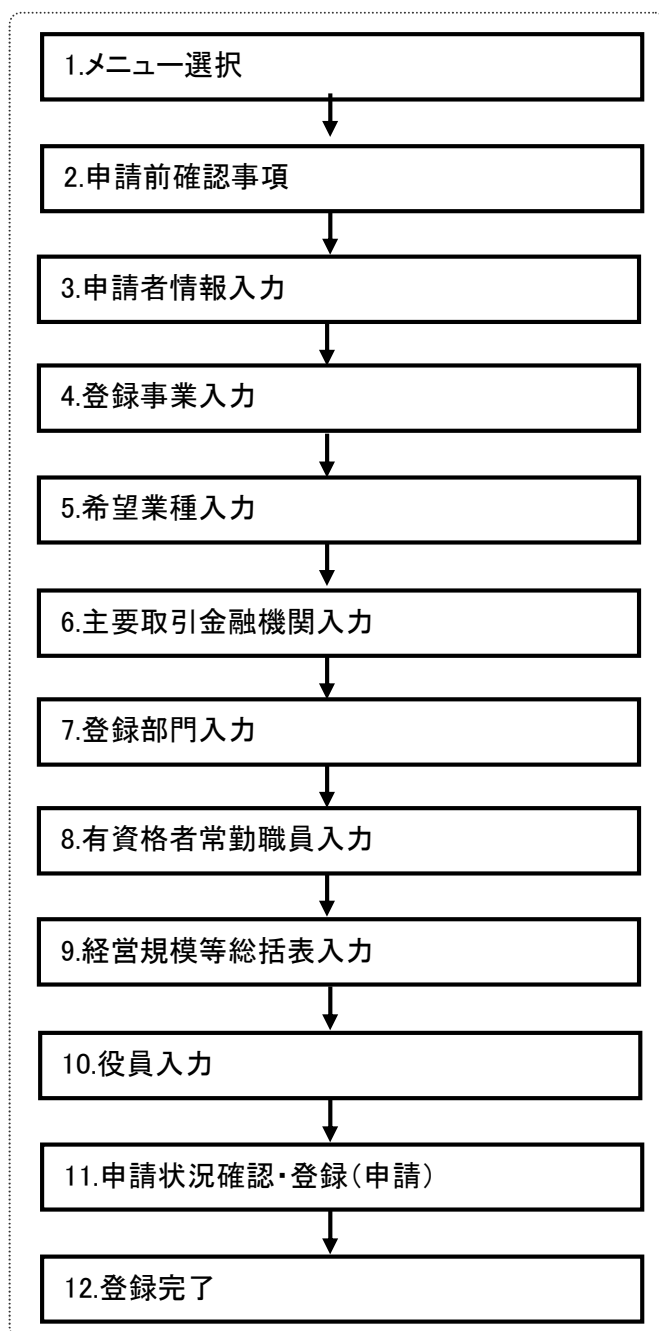 1.メニュー選択
2.申請前確認事項
3.申請者情報入力
4.登録事業入力
5.希望業種入力
6.主要取引金融機関入力
7.登録部門入力
8.有資格者常勤職員入力
9.経営規模等総括表入力
10.役員入力
11.申請状況確認・登録(申請)
12.登録完了